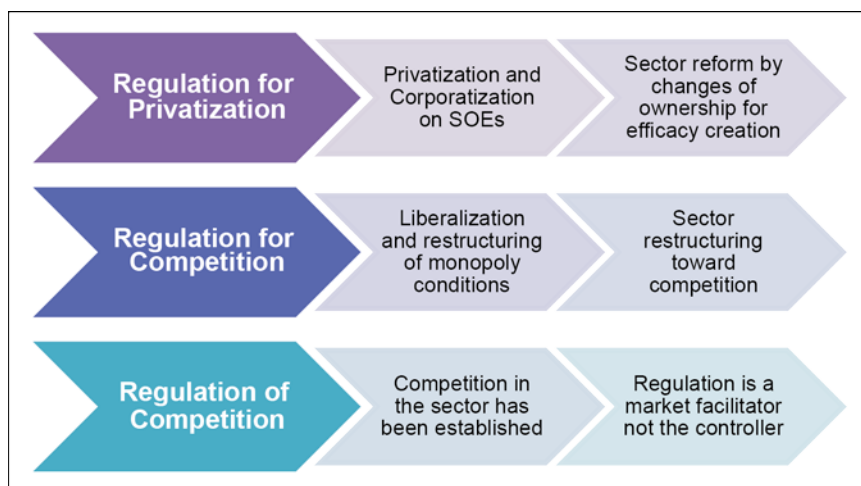 Regulation for
Privatization
Privatization and
Corporatization
on SOEs
Sector reform by
changes of
ownership for
efficacy creation
Regulation for
Competition
Liberalization
and restructuring
of monopoly
conditions
Sector
restructuring
toward
competition
Regulation of
Competition
Competition in
the sector has
been established
Regulation is a
market facilitator
not the controller